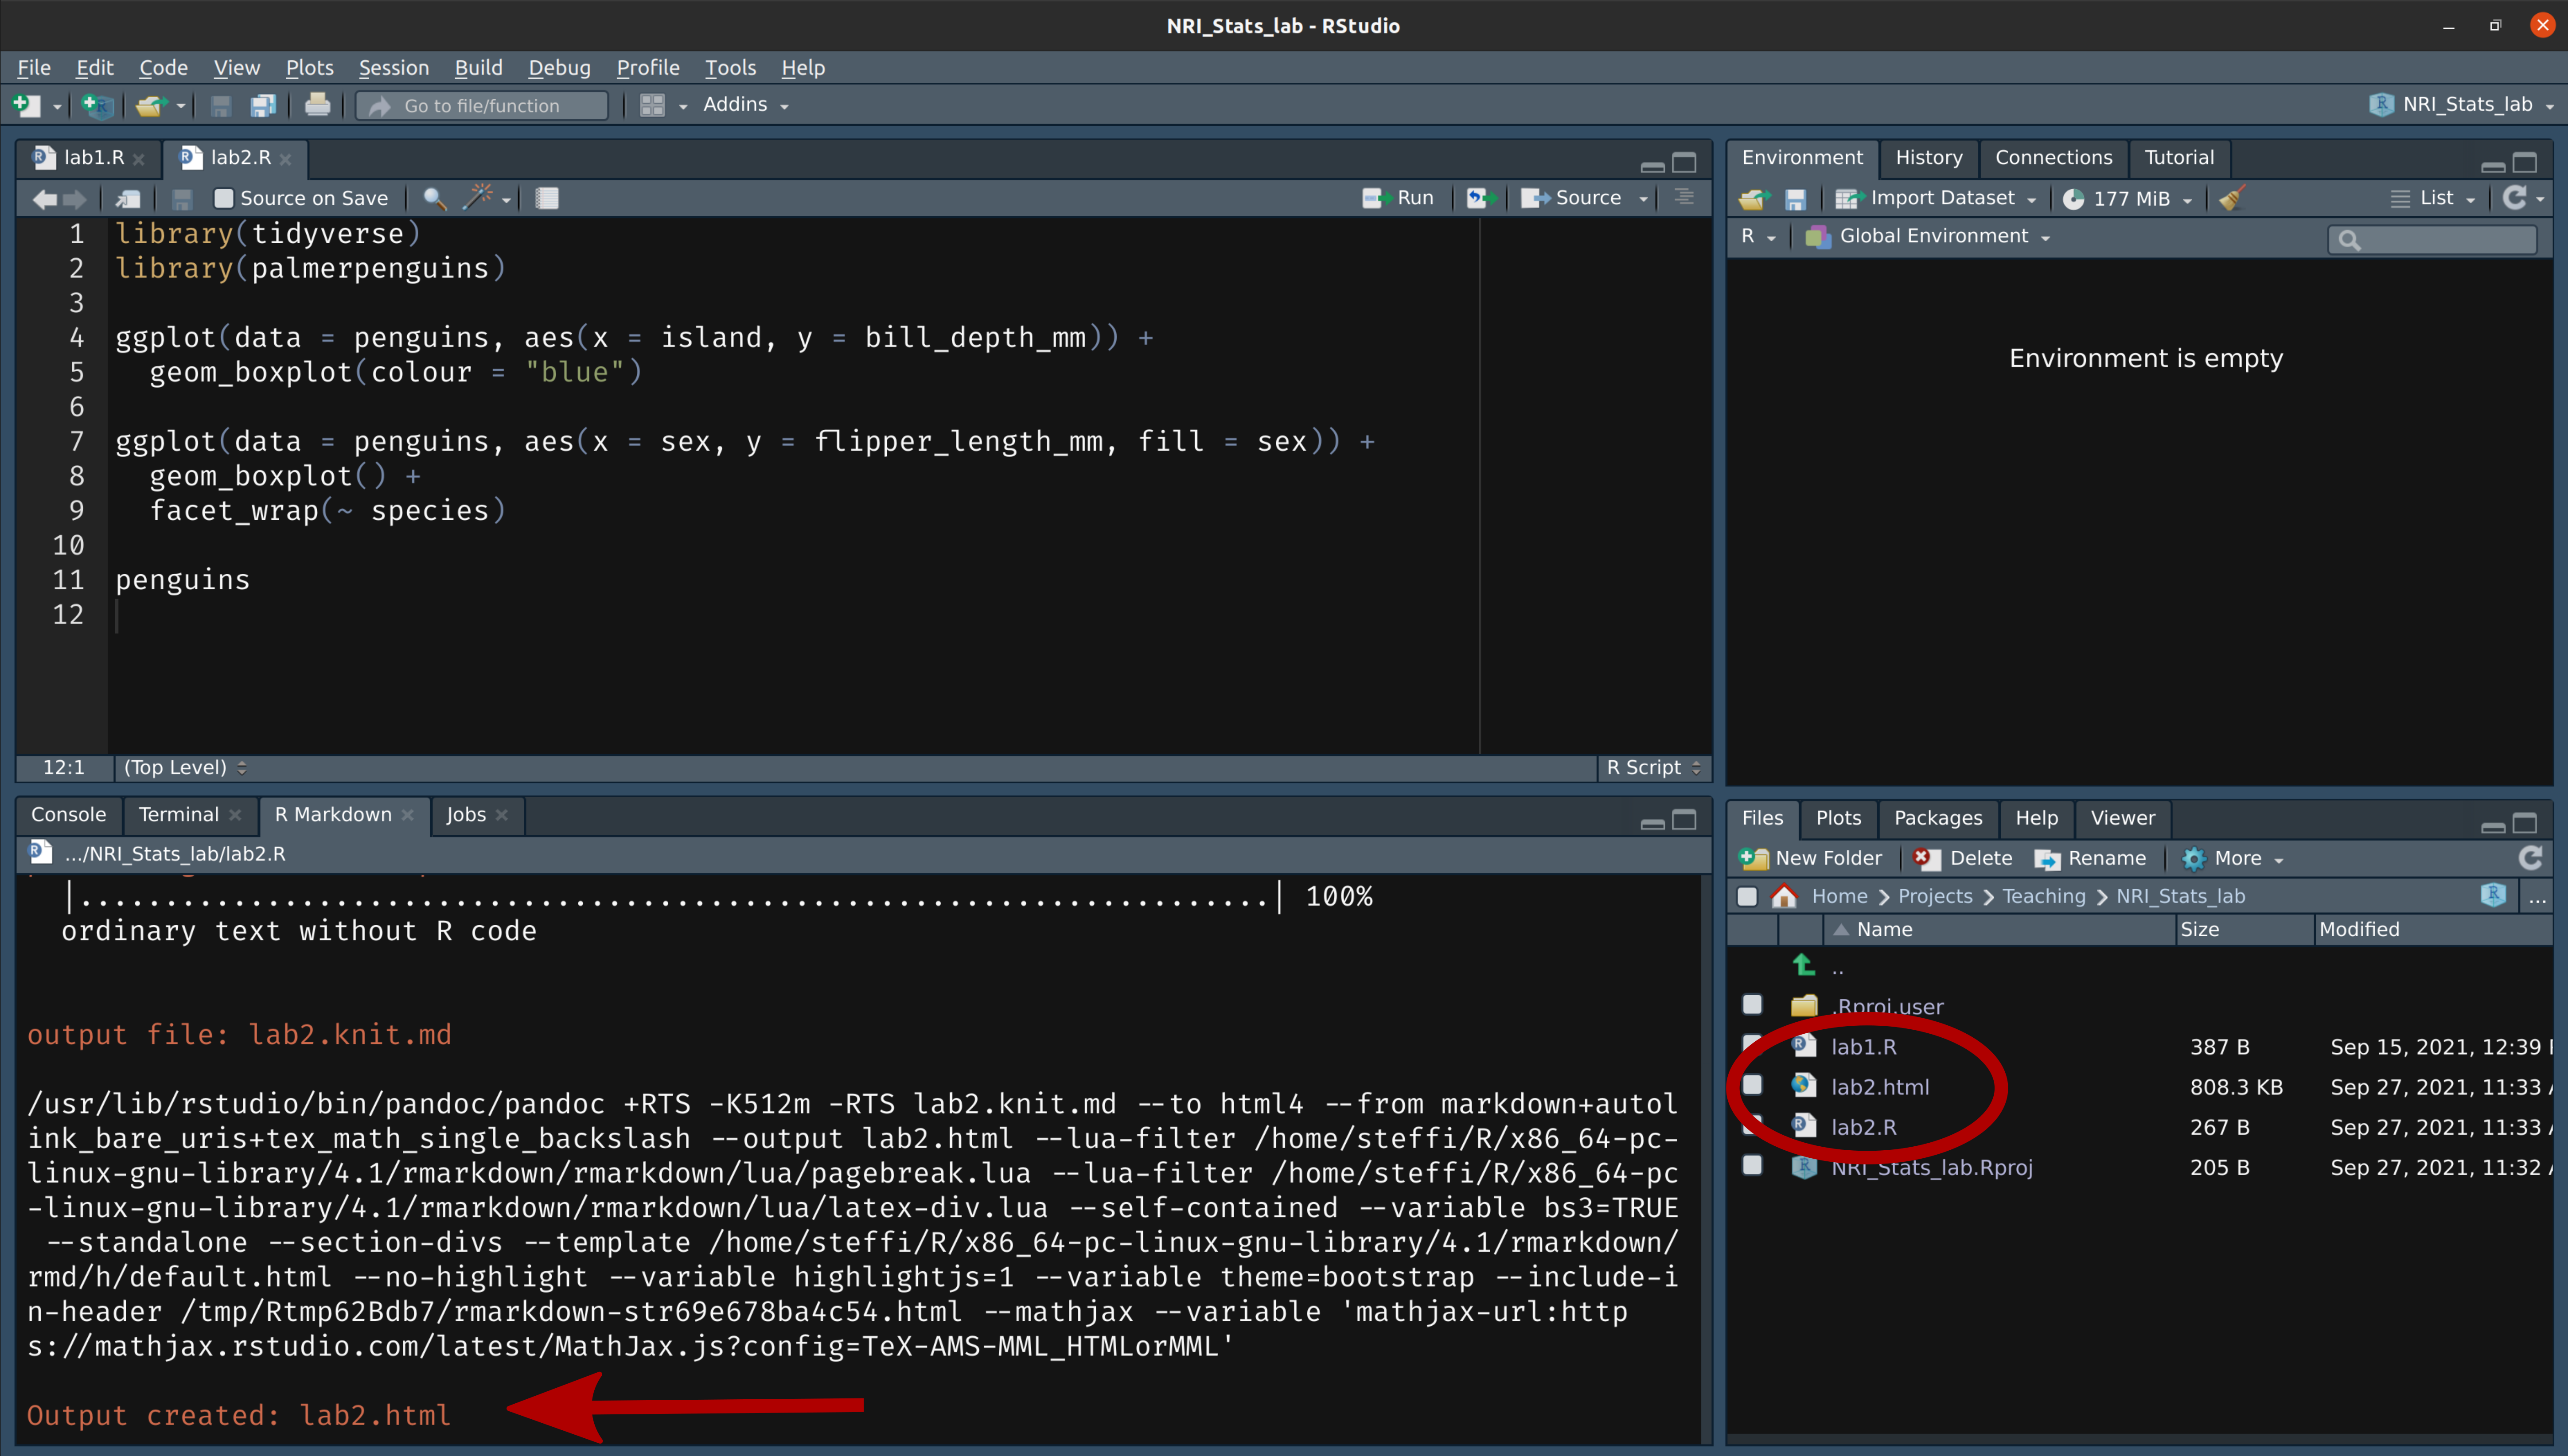 NRI_Stats_lab - RStudio
File Edit Code View Plots Session Build Debug Profile Tools Help
Go to file/function Addins NRI_Stats_lab
lab1.R lab2.R
Source on Save Run Source
1 library(tidyverse)
2 library(palmerpenguins)
3
4 ggplot(data = penguins, aes(x = island, y = bill_depth_mm)) +
5 geom_boxplot(colour = "blue")
6
7 ggplot(data = penguins, aes(x = sex, y = flipper_length_mm, fill = sex)) +
8 geom_boxplot() +
9 facet_wrap(~ species)
10
11 penguins
12
12:1 (Top Level) R Script
Environment History Connections Tutorial
Import Dataset 177 MiB List
R Global Environment
Environment is empty
Console Terminal R Markdown Jobs
.../NRI_Stats_lab/lab2.R
|......................................................................| 100%
ordinary text without R code
output file: lab2.knit.md
/usr/lib/rstudio/bin/pandoc/pandoc +RTS -K512m -RTS lab2.knit.md --to html4 --from markdown+autol
ink_bare_uris+tex_math_single_backslash --output lab2.html --lua-filter /home/steffi/R/x86_64-pc-
linux-gnu-library/4.1/rmarkdown/rmarkdown/lua/pagebreak.lua --lua-filter /home/steffi/R/x86_64-pc
-linux-gnu-library/4.1/rmarkdown/rmarkdown/lua/latex-div.lua --self-contained --variable bs3=TRUE
--standalone --section-divs --template /home/steffi/R/x86_64-pc-linux-gnu-library/4.1/rmarkdown/
rmd/h/default.html --no-highlight --variable highlightjs=1 --variable theme=bootstrap --include-i
n-header /tmp/Rtmp62Bdb7/rmarkdown-str69e678ba4c54.html --mathjax --variable 'mathjax-url:http
s://mathjax.rstudio.com/latest/MathJax.js?config=TeX-AMS-MML_HTMLorMML'
Output created: lab2.html
Files Plots Packages Help Viewer
New Folder Delete Rename More
Home Projects Teaching NRI_Stats_lab ...
Name Size Modified
..
.Rproj.user
lab1.R 387 B Sep 15, 2021, 12:39
lab2.html 808.3 KB Sep 27, 2021, 11:33
lab2.R 267 B Sep 27, 2021, 11:33
NRI_Stats_lab.Rproj 205 B Sep 27, 2021, 11:32